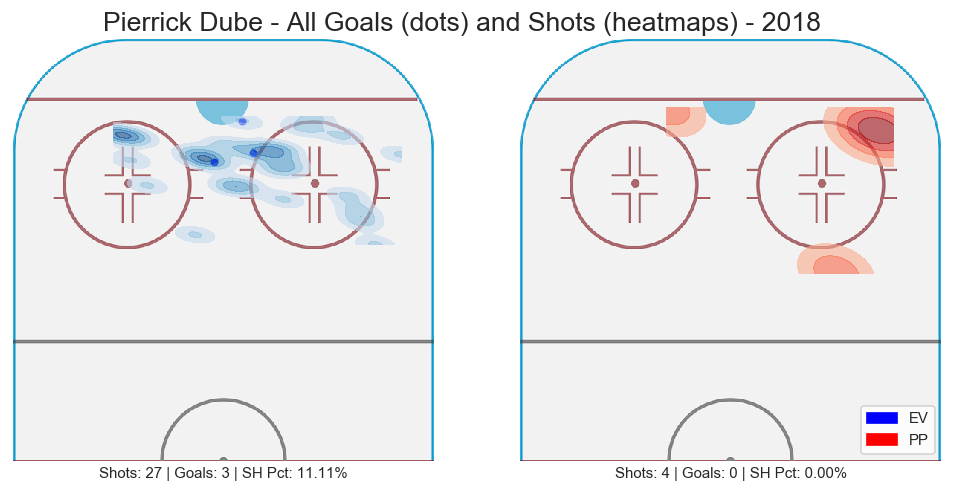 Pierrick Dube - All Goals (dots) and Shots (heatmaps) - 2018
EV
PP
Shots: 27 | Goals: 3 | SH Pct: 11.11%
Shots: 4 | Goals: 0 | SH Pct: 0.00%